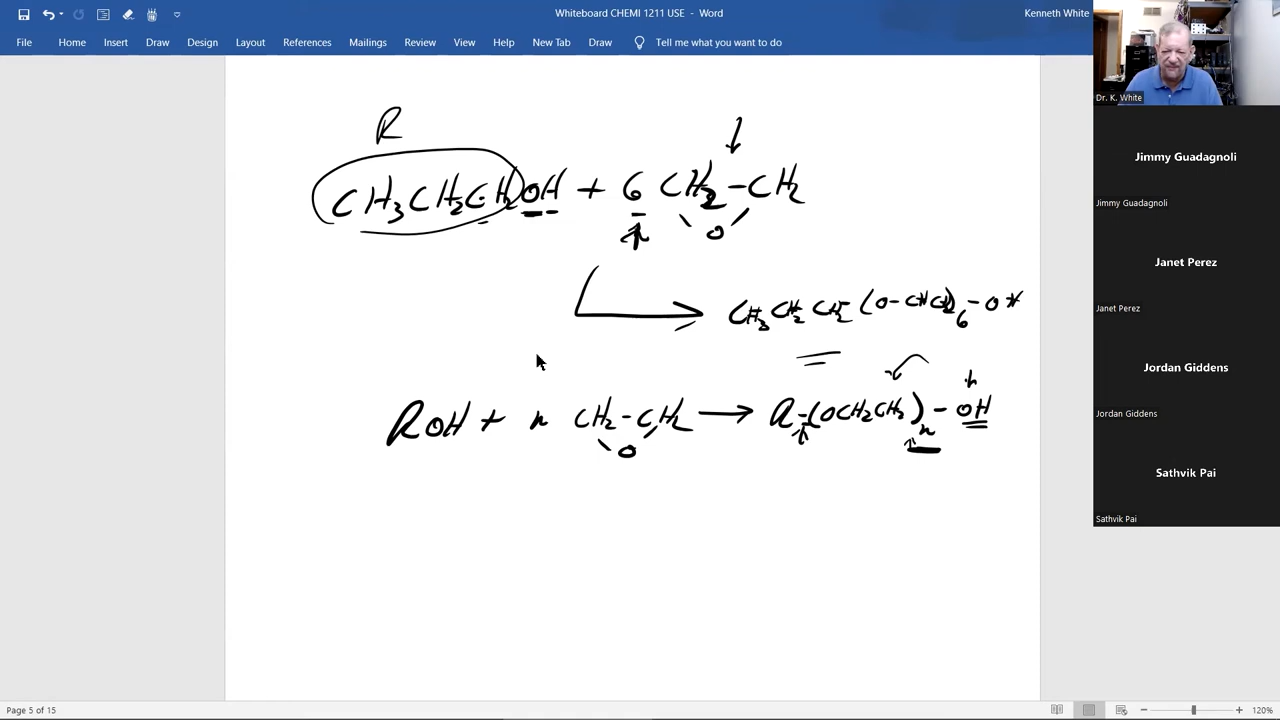 Whiteboard CHEMI 1211 USE - Word
Kenneth White
File Home Insert Draw Design Layout References Mailings Review View Help New Tab Draw Tell me what you want to do
Dr. K. White
Jimmy Guadagnoli
Jimmy Guadagnoli
Janet Perez
Janet Perez
Jordan Giddens
Jordan Giddens
Sathvik Pai
Sathvik Pai
R
CH3CH2CH2OH + 6 CH2-CH2
O
CH3CH2CH2(O-CH2CH2)6-OH
ROH + n CH2-CH2 → R-(OCH2CH2)n-OH
O
Page 5 of 15
120%